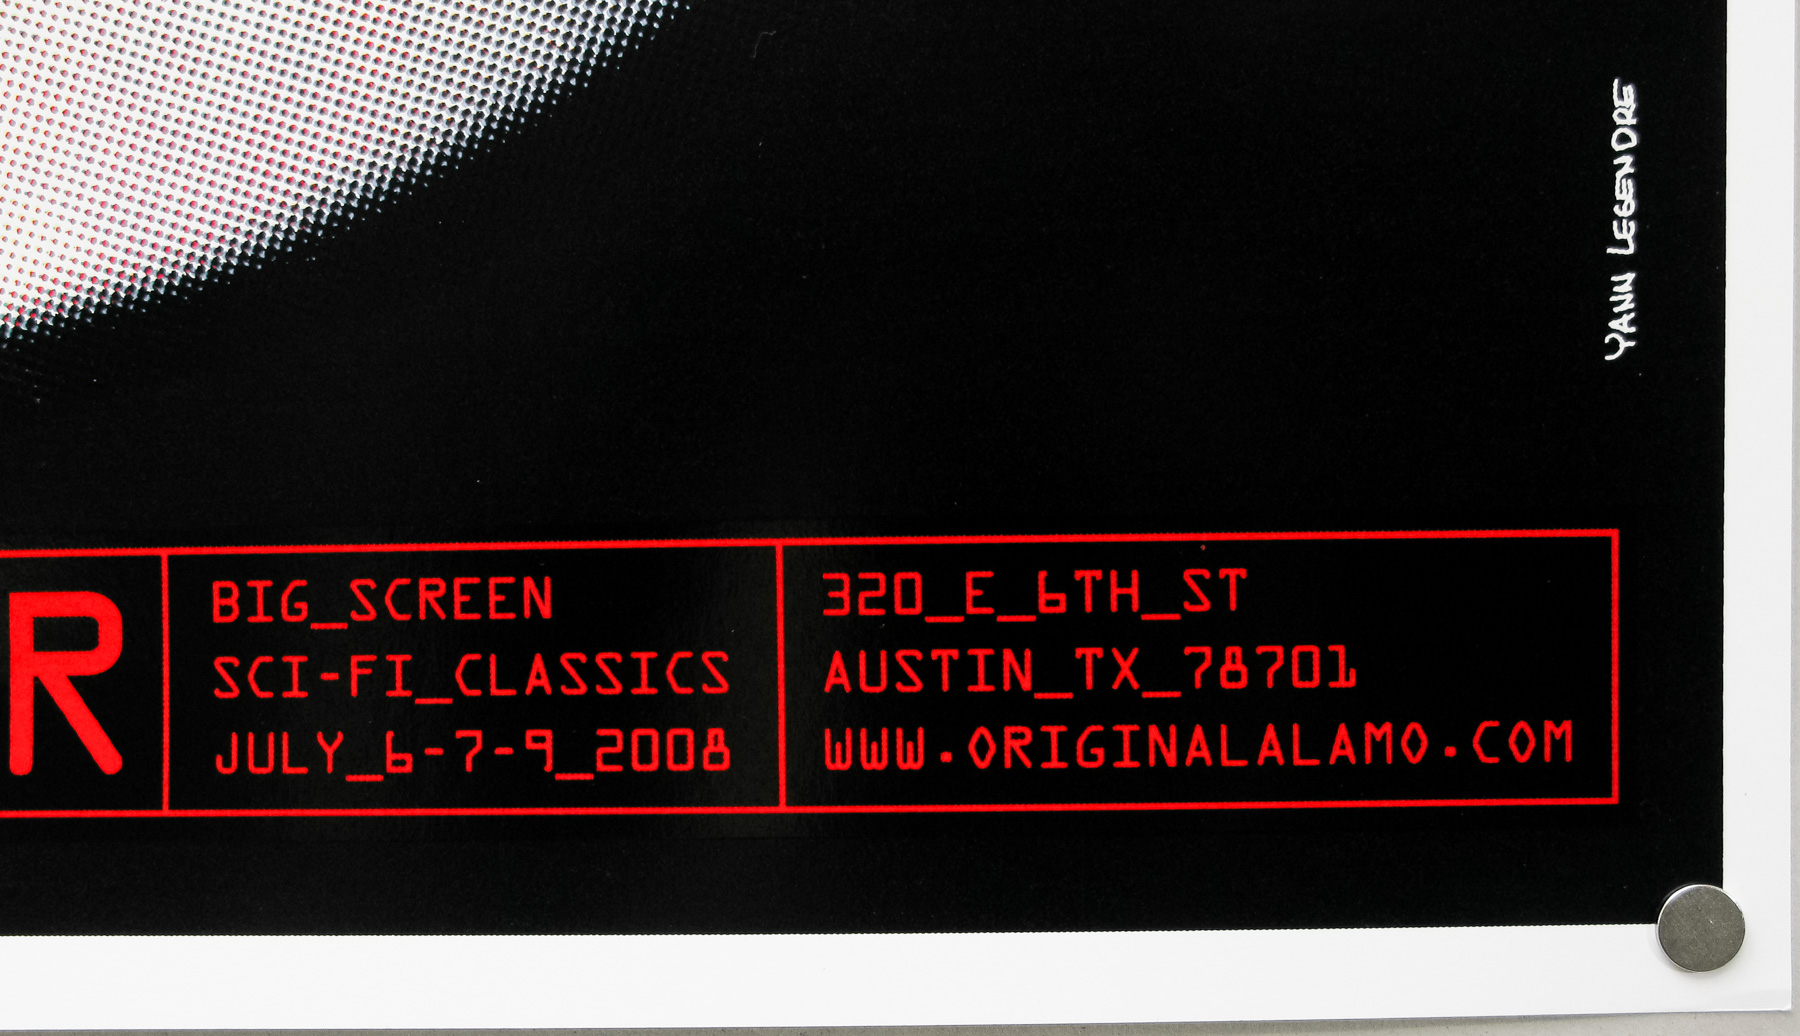 YANN LEGENDRE
R
BIG_SCREEN
SCI-FI_CLASSICS
JULY_6-7-9_2008
320_E_6TH_ST
AUSTIN_TX_78701
WWW.ORIGINALALAMO.COM